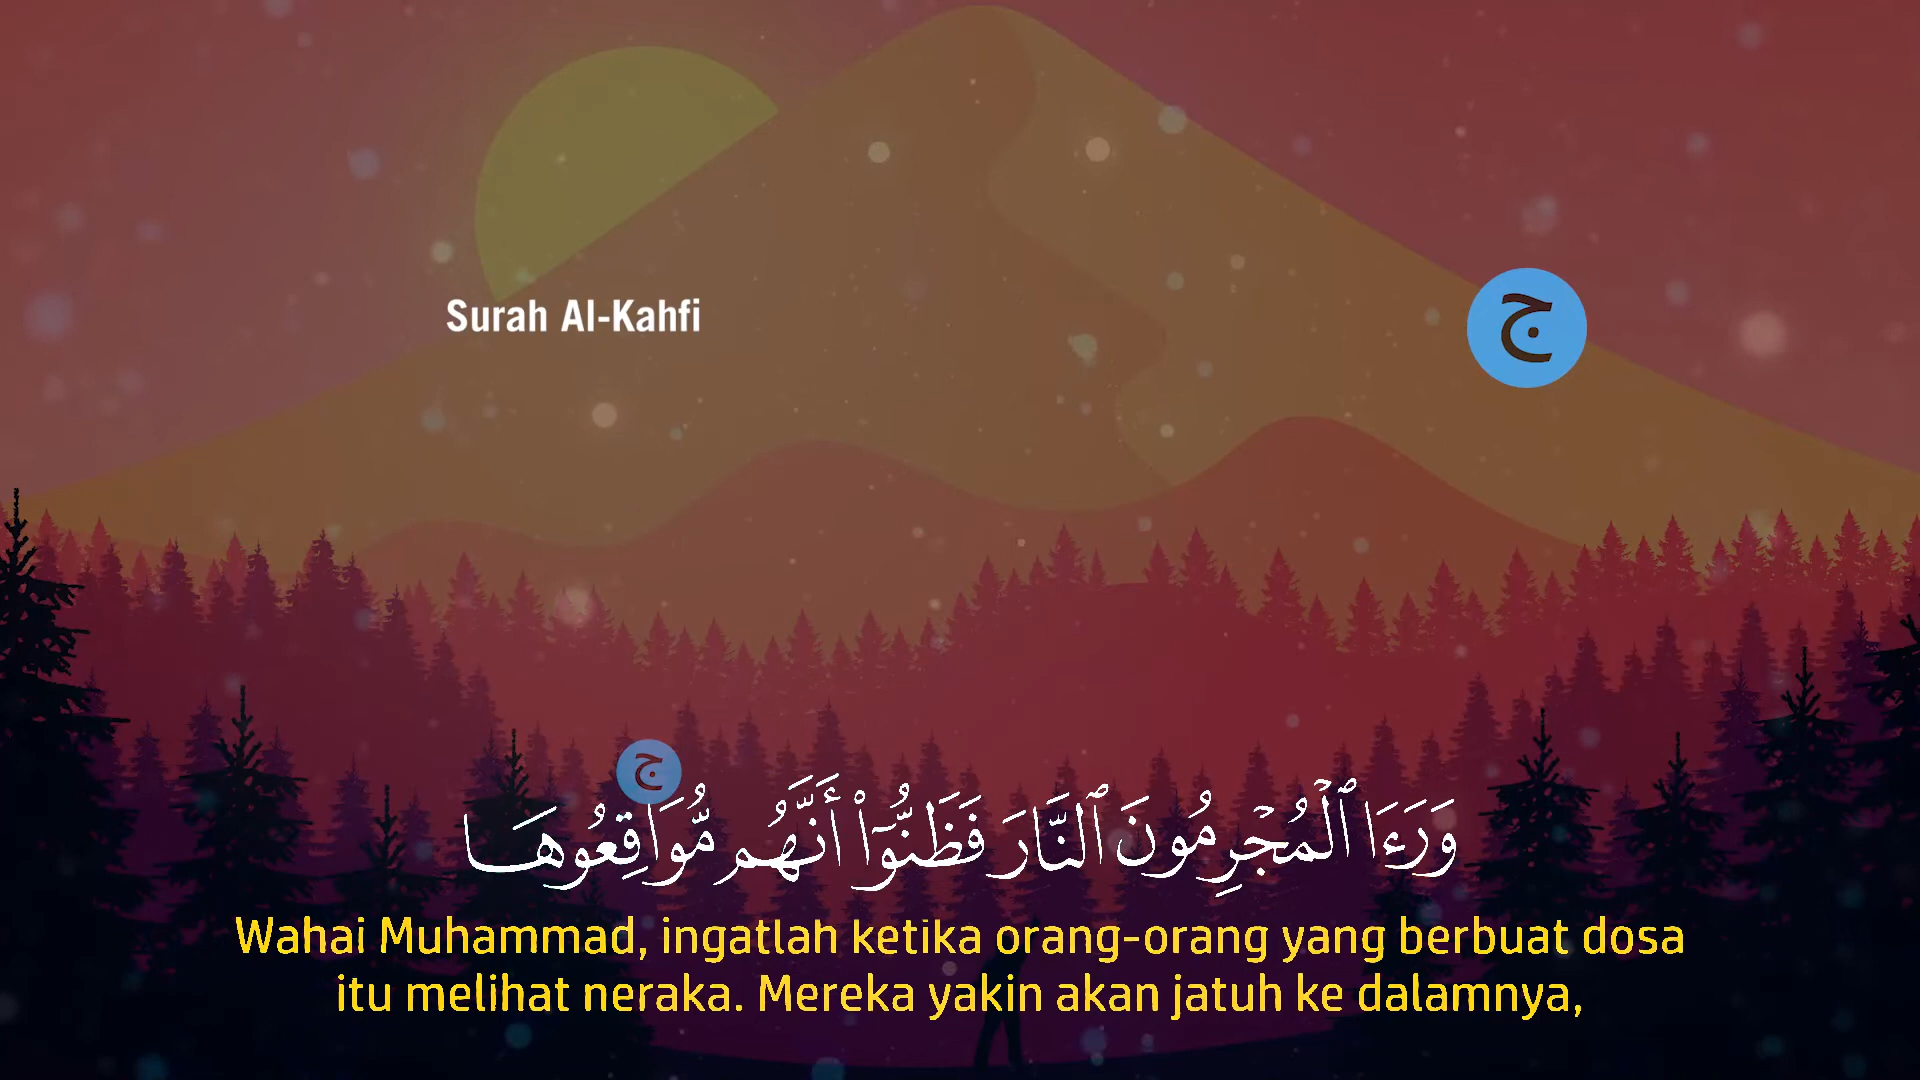 Surah Al-Kahfi
ج
ج
وَرَءَا ٱلْمُجْرِمُونَ ٱلنَّارَ فَظَنُّوٓا۟ أَنَّهُم مُّوَاقِعُوهَا
Wahai Muhammad, ingatlah ketika orang-orang yang berbuat dosa
itu melihat neraka. Mereka yakin akan jatuh ke dalamnya,